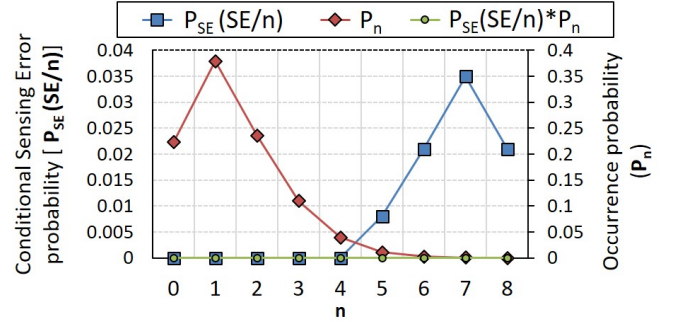 P_SE (SE/n) P_n P_SE(SE/n)*P_n
Conditional Sensing Error
probability [ P_SE(SE/n)]
0.04
0.035
0.03
0.025
0.02
0.015
0.01
0.005
0
0.4
0.35
0.3
0.25
0.2
0.15
0.1
0.05
0
Occurrence probability
(P_n)
0 1 2 3 4 5 6 7 8
n